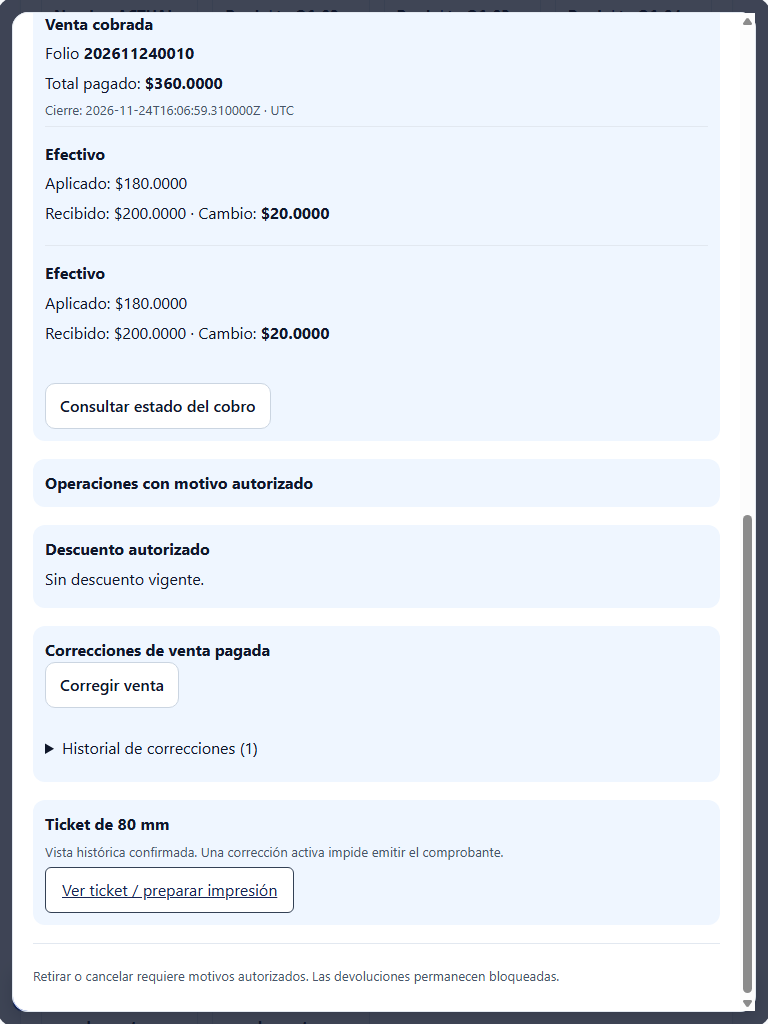 Venta cobrada
Folio 202611240010
Total pagado: $360.0000
Cierre: 2026-11-24T16:06:59.310000Z · UTC
Efectivo
Aplicado: $180.0000
Recibido: $200.0000 · Cambio: $20.0000
Efectivo
Aplicado: $180.0000
Recibido: $200.0000 · Cambio: $20.0000
Consultar estado del cobro
Operaciones con motivo autorizado
Descuento autorizado
Sin descuento vigente.
Correcciones de venta pagada
Corregir venta
Historial de correcciones (1)
Ticket de 80 mm
Vista histórica confirmada. Una corrección activa impide emitir el comprobante.
Ver ticket / preparar impresión
Retirar o cancelar requiere motivos autorizados. Las devoluciones permanecen bloqueadas.